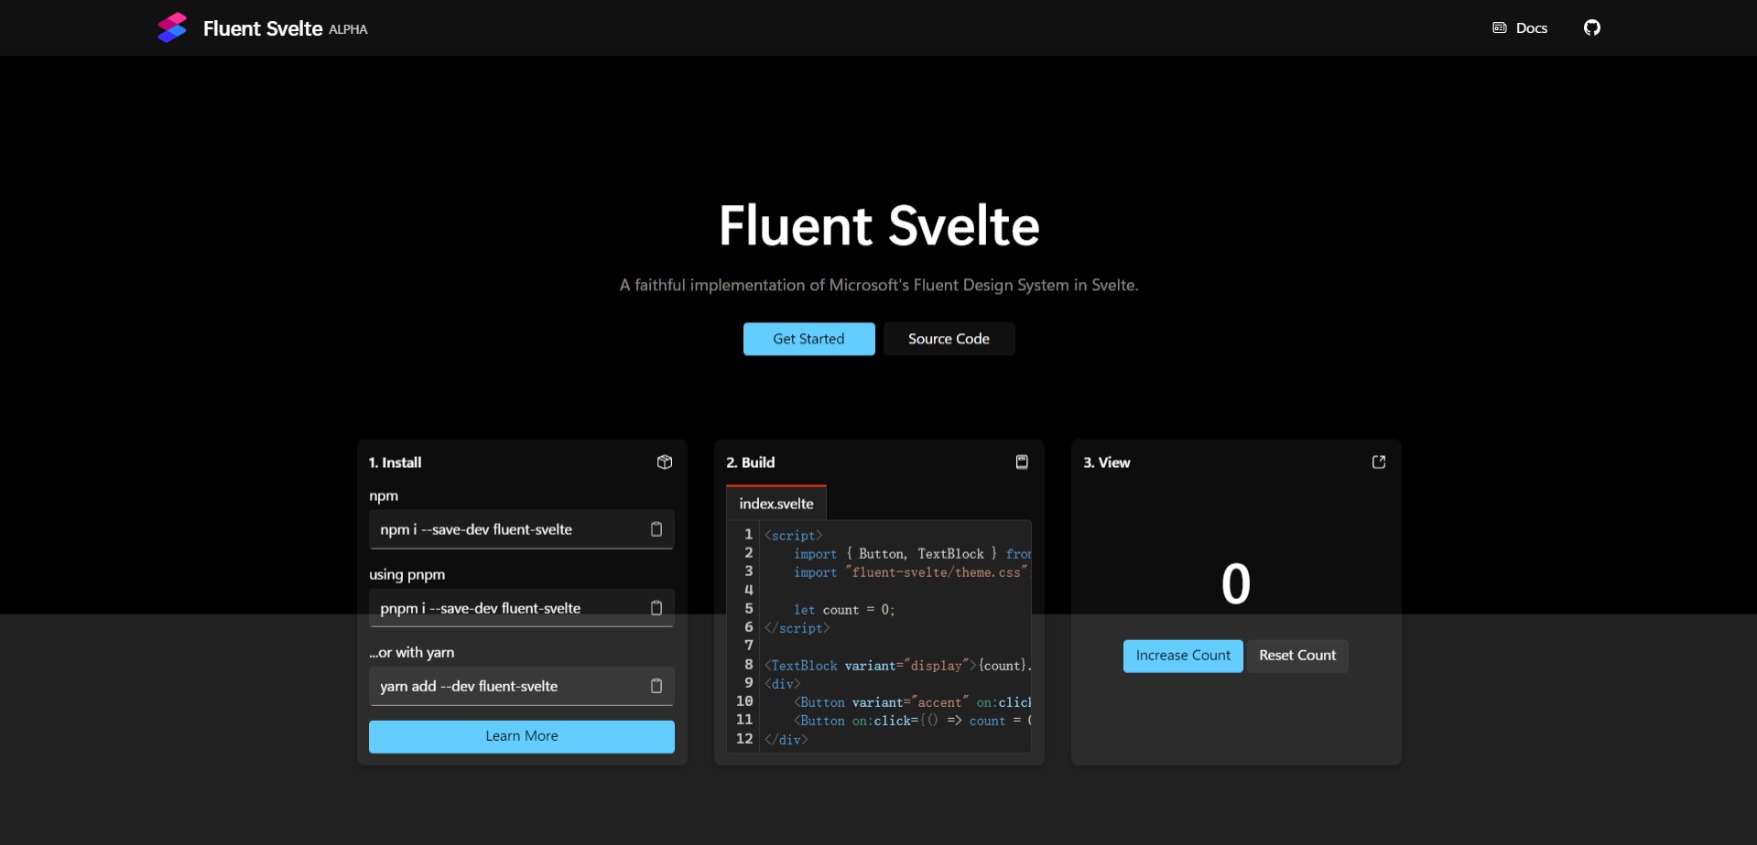 Fluent Svelte ALPHA
Docs
Fluent Svelte
A faithful implementation of Microsoft's Fluent Design System in Svelte.
Get Started
Source Code
1. Install
npm
npm i --save-dev fluent-svelte
using pnpm
pnpm i --save-dev fluent-svelte
...or with yarn
yarn add --dev fluent-svelte
Learn More
2. Build
index.svelte
1 <script>
2 import { Button, TextBlock } from
3 import "fluent-svelte/theme.css"
4
5 let count = 0;
6 </script>
7
8 <TextBlock variant="display">{count}
9 <div>
10 <Button variant="accent" on:click
11 <Button on:click={() => count = 0
12 </div>
3. View
0
Increase Count
Reset Count